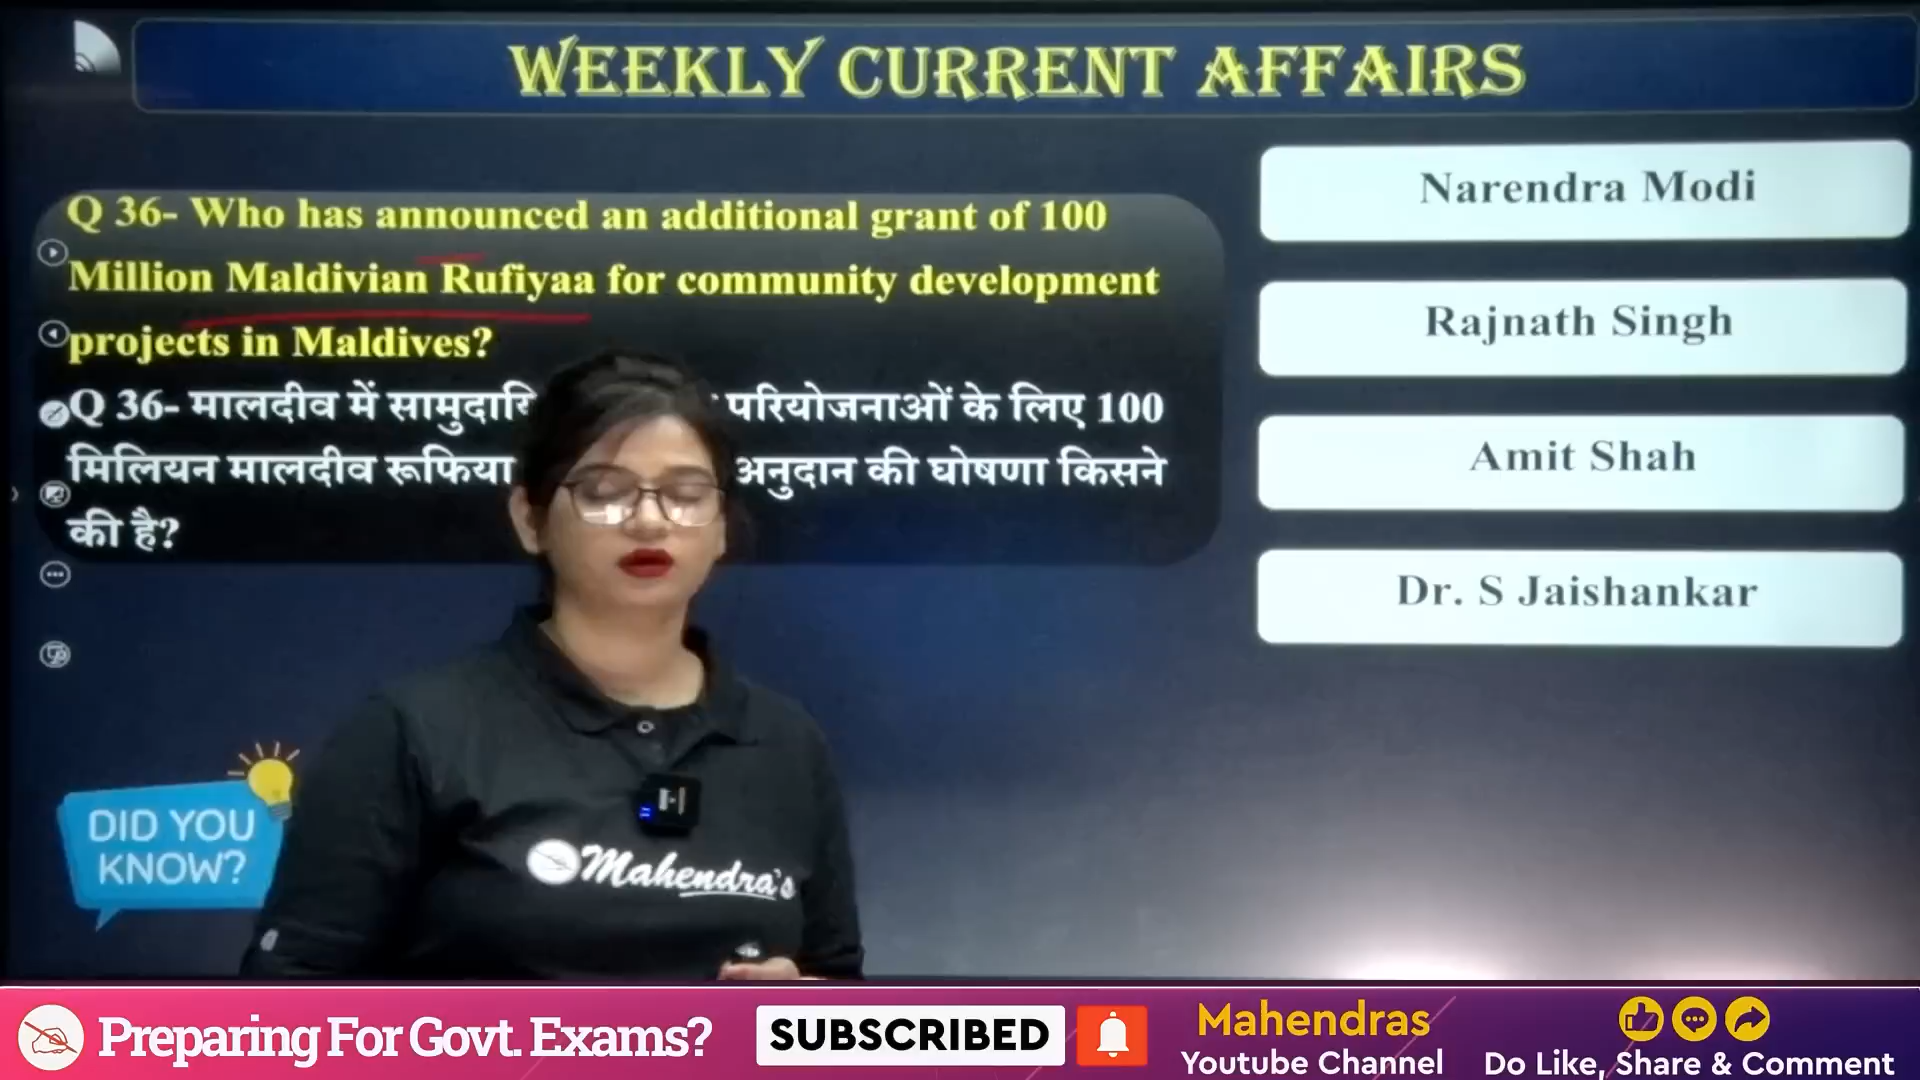 WEEKLY CURRENT AFFAIRS
Q 36- Who has announced an additional grant of 100
Million Maldivian Rufiyaa for community development
projects in Maldives?
Q 36- मालदीव में सामुदायि परियोजनाओं के लिए 100
मिलियन मालदीव रूफिया अनुदान की घोषणा किसने
की है?
Narendra Modi
Rajnath Singh
Amit Shah
Dr. S Jaishankar
DID YOU
KNOW?
Mahendra's
Preparing For Govt. Exams?
SUBSCRIBED
Mahendras
Youtube Channel
Do Like, Share & Comment